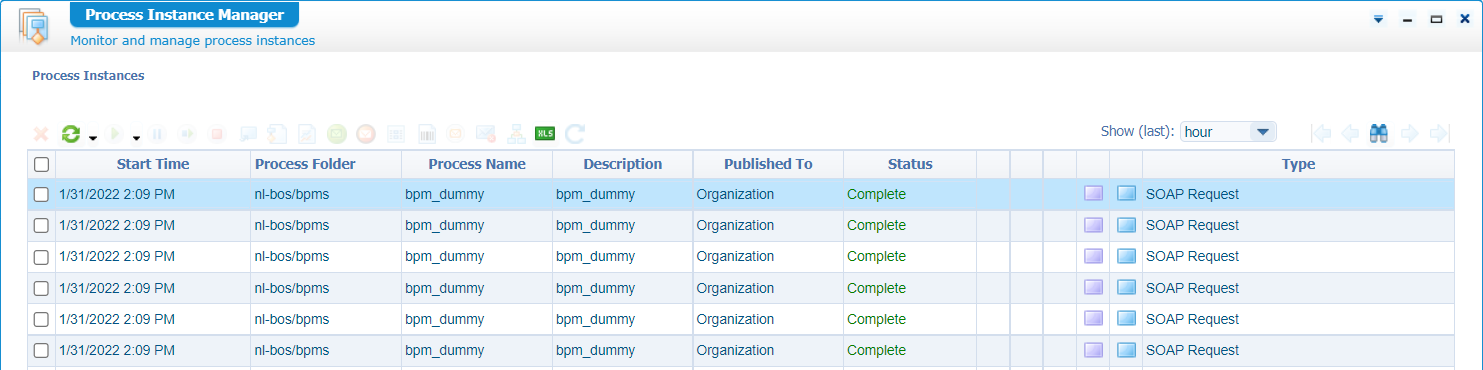 Process Instance Manager
Monitor and manage process instances
Process Instances
XLS Show (last): hour
Start Time Process Folder Process Name Description Published To Status Type
1/31/2022 2:09 PM nl-bos/bpms bpm_dummy bpm_dummy Organization Complete SOAP Request
1/31/2022 2:09 PM nl-bos/bpms bpm_dummy bpm_dummy Organization Complete SOAP Request
1/31/2022 2:09 PM nl-bos/bpms bpm_dummy bpm_dummy Organization Complete SOAP Request
1/31/2022 2:09 PM nl-bos/bpms bpm_dummy bpm_dummy Organization Complete SOAP Request
1/31/2022 2:09 PM nl-bos/bpms bpm_dummy bpm_dummy Organization Complete SOAP Request
1/31/2022 2:09 PM nl-bos/bpms bpm_dummy bpm_dummy Organization Complete SOAP Request